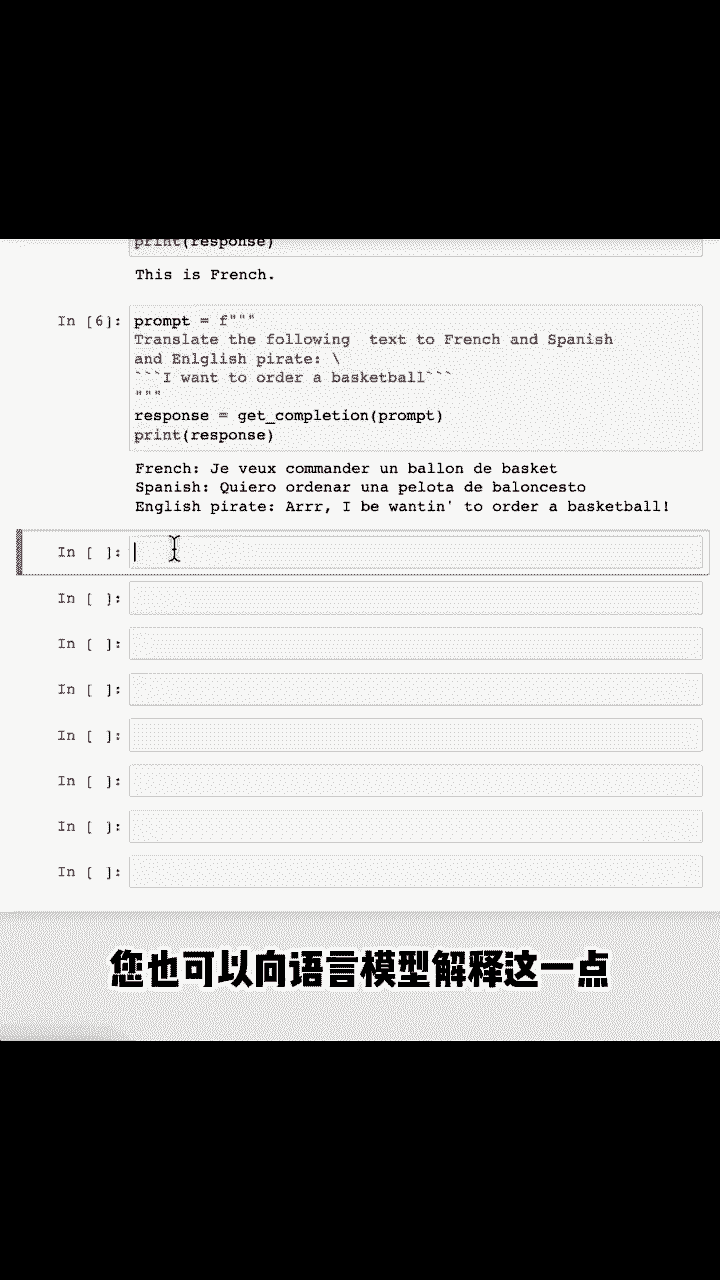 print(response)
This is French.
In [6]: prompt = f"""
Translate the following  text to French and Spanish
and Enlglish pirate: \
```I want to order a basketball```
"""
response = get_completion(prompt)
print(response)
French: Je veux commander un ballon de basket
Spanish: Quiero ordenar una pelota de baloncesto
English pirate: Arrr, I be wantin' to order a basketball!
In [ ]:
In [ ]:
In [ ]:
In [ ]:
In [ ]:
In [ ]:
In [ ]:
In [ ]:
您也可以向语言模型解释这一点